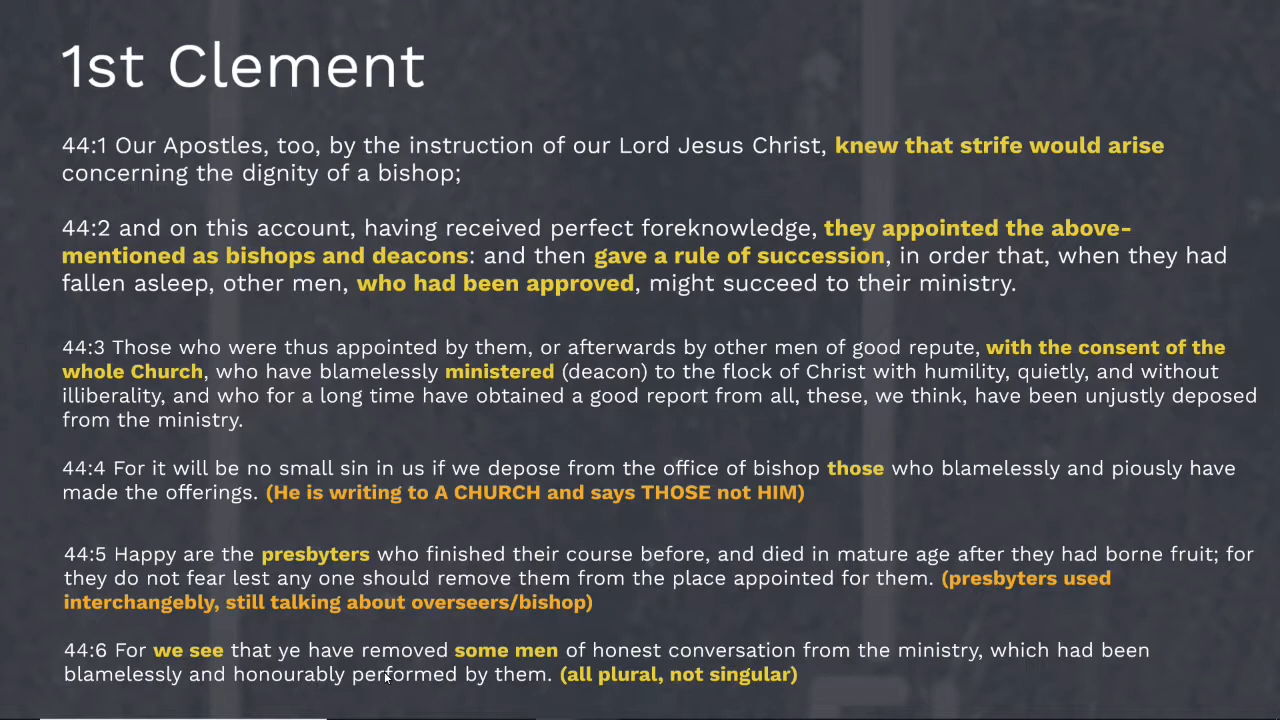 1st Clement
44:1 Our Apostles, too, by the instruction of our Lord Jesus Christ, knew that strife would arise
concerning the dignity of a bishop;
44:2 and on this account, having received perfect foreknowledge, they appointed the above-
mentioned as bishops and deacons: and then gave a rule of succession, in order that, when they had
fallen asleep, other men, who had been approved, might succeed to their ministry.
44:3 Those who were thus appointed by them, or afterwards by other men of good repute, with the consent of the
whole Church, who have blamelessly ministered (deacon) to the flock of Christ with humility, quietly, and without
illiberality, and who for a long time have obtained a good report from all, these, we think, have been unjustly deposed
from the ministry.
44:4 For it will be no small sin in us if we depose from the office of bishop those who blamelessly and piously have
made the offerings. (He is writing to A CHURCH and says THOSE not HIM)
44:5 Happy are the presbyters who finished their course before, and died in mature age after they had borne fruit; for
they do not fear lest any one should remove them from the place appointed for them. (presbyters used
interchangebly, still talking about overseers/bishop)
44:6 For we see that ye have removed some men of honest conversation from the ministry, which had been
blamelessly and honourably performed by them. (all plural, not singular)